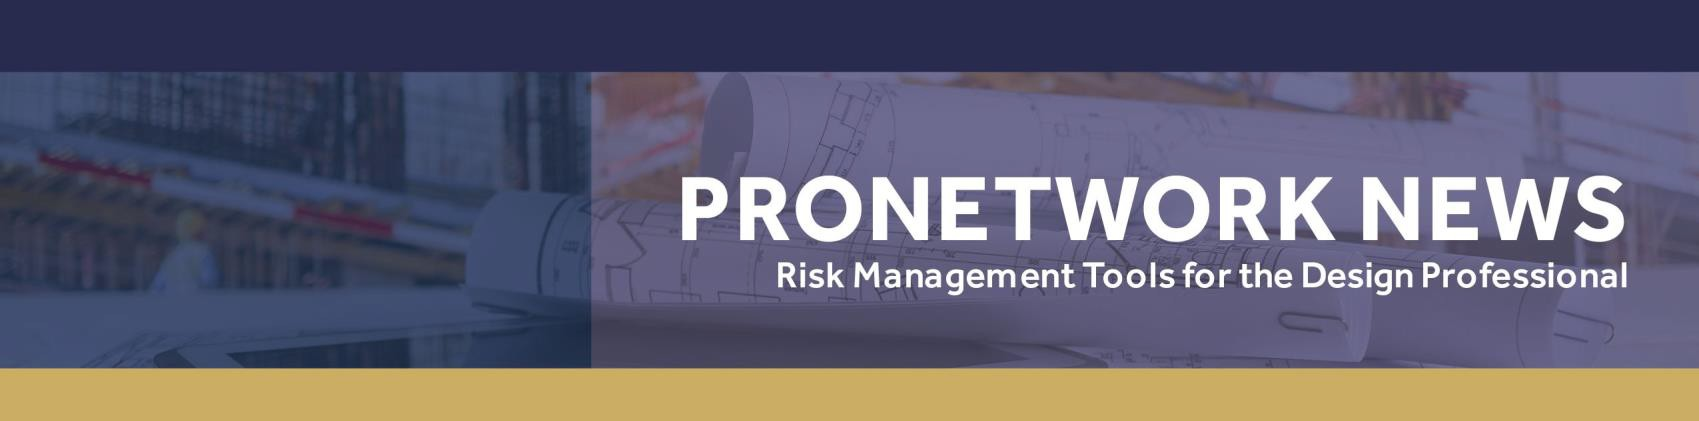 PRONETWORK NEWS
Risk Management Tools for the Design Professional